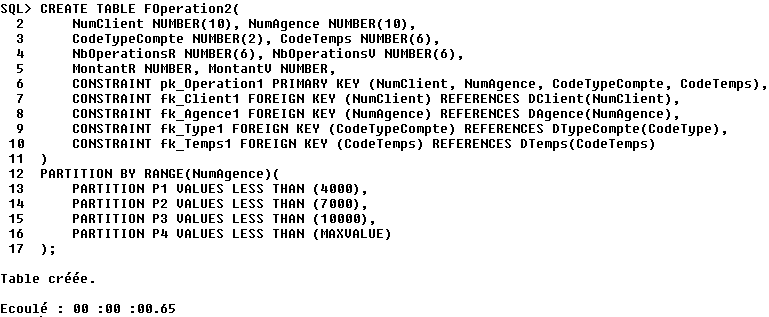 SQL> CREATE TABLE FOperation2(
  2      NumClient NUMBER(10), NumAgence NUMBER(10),
  3      CodeTypeCompte NUMBER(2), CodeTemps NUMBER(6),
  4      NbOperationsR NUMBER(6), NbOperationsV NUMBER(6),
  5      MontantR NUMBER, MontantV NUMBER,
  6      CONSTRAINT pk_Operation1 PRIMARY KEY (NumClient, NumAgence, CodeTypeCompte, CodeTemps),
  7      CONSTRAINT fk_Client1 FOREIGN KEY (NumClient) REFERENCES DClient(NumClient),
  8      CONSTRAINT fk_Agence1 FOREIGN KEY (NumAgence) REFERENCES DAgence(NumAgence),
  9      CONSTRAINT fk_Type1 FOREIGN KEY (CodeTypeCompte) REFERENCES DTypeCompte(CodeType),
 10      CONSTRAINT fk_Temps1 FOREIGN KEY (CodeTemps) REFERENCES DTemps(CodeTemps)
 11  )
 12  PARTITION BY RANGE(NumAgence)(
 13      PARTITION P1 VALUES LESS THAN (4000),
 14      PARTITION P2 VALUES LESS THAN (7000),
 15      PARTITION P3 VALUES LESS THAN (10000),
 16      PARTITION P4 VALUES LESS THAN (MAXVALUE)
 17  );
Table créée.
Ecoulé : 00 :00 :00.65